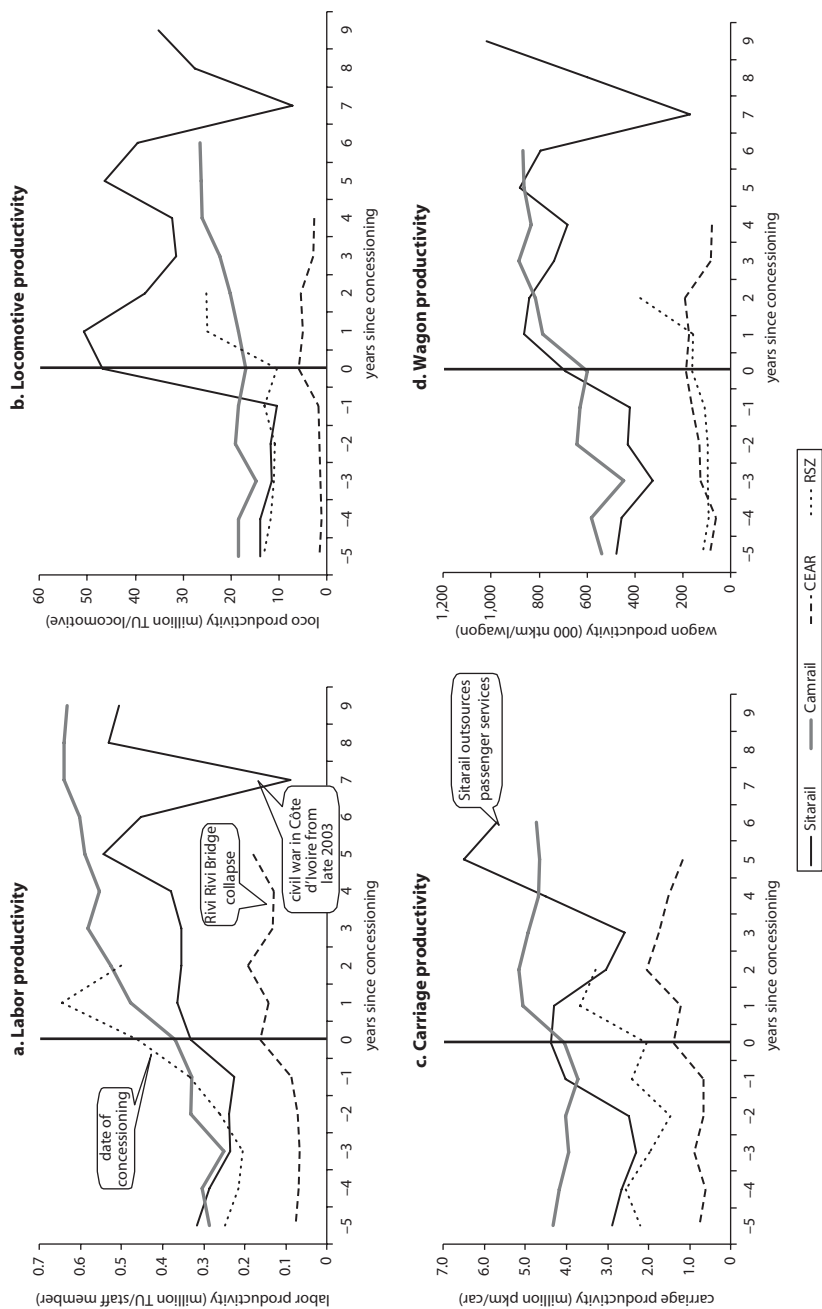 a. Labor productivity
labor productivity (million TU/staff member)
0.7
0.6
0.5
0.4
0.3
0.2
0.1
0
date of
concessioning
Rivi Rivi Bridge
collapse
civil war in Côte
d'Ivoire from
late 2003
–5 –4 –3 –2 –1 0 1 2 3 4 5 6 7 8 9
years since concessioning
b. Locomotive productivity
loco productivity (million TU/locomotive)
60
50
40
30
20
10
0
–5 –4 –3 –2 –1 0 1 2 3 4 5 6 7 8 9
years since concessioning
c. Carriage productivity
carriage productivity (million pkm/car)
7.0
6.0
5.0
4.0
3.0
2.0
1.0
0
Sitarail outsources
passenger services
–5 –4 –3 –2 –1 0 1 2 3 4 5 6 7 8 9
years since concessioning
d. Wagon productivity
wagon productivity (000 ntkm/lwagon)
1,200
1,000
800
600
400
200
0
–5 –4 –3 –2 –1 0 1 2 3 4 5 6 7 8 9
years since concessioning
Sitarail Camrail CEAR RSZ